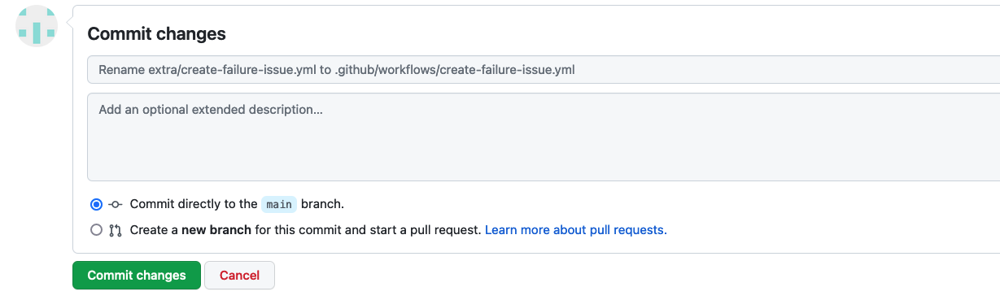 Commit changes
Rename extra/create-failure-issue.yml to .github/workflows/create-failure-issue.yml
Add an optional extended description...
Commit directly to the main branch.
Create a new branch for this commit and start a pull request. Learn more about pull requests.
Commit changes Cancel